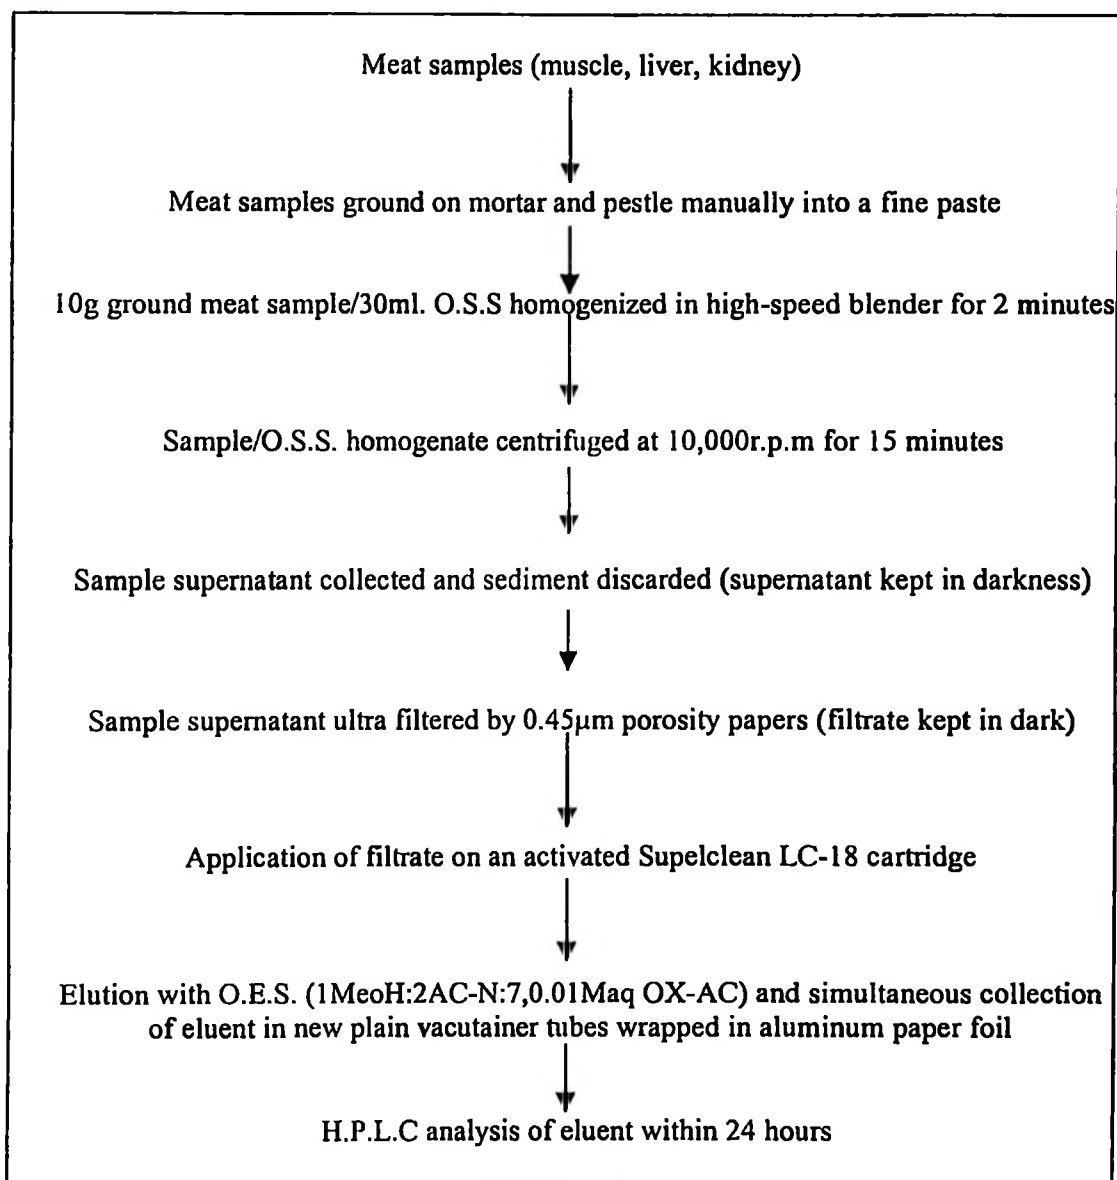 Meat samples (muscle, liver, kidney)
Meat samples ground on mortar and pestle manually into a fine paste
10g ground meat sample/30ml. O.S.S homogenized in high-speed blender for 2 minutes
Sample/O.S.S. homogenate centrifuged at 10,000r.p.m for 15 minutes
Sample supernatant collected and sediment discarded (supernatant kept in darkness)
Sample supernatant ultra filtered by 0.45µm porosity papers (filtrate kept in dark)
Application of filtrate on an activated Supelclean LC-18 cartridge
Elution with O.E.S. (1MeoH:2AC-N:7,0.01Maq OX-AC) and simultaneous collection
of eluent in new plain vacutainer tubes wrapped in aluminum paper foil
H.P.L.C analysis of eluent within 24 hours